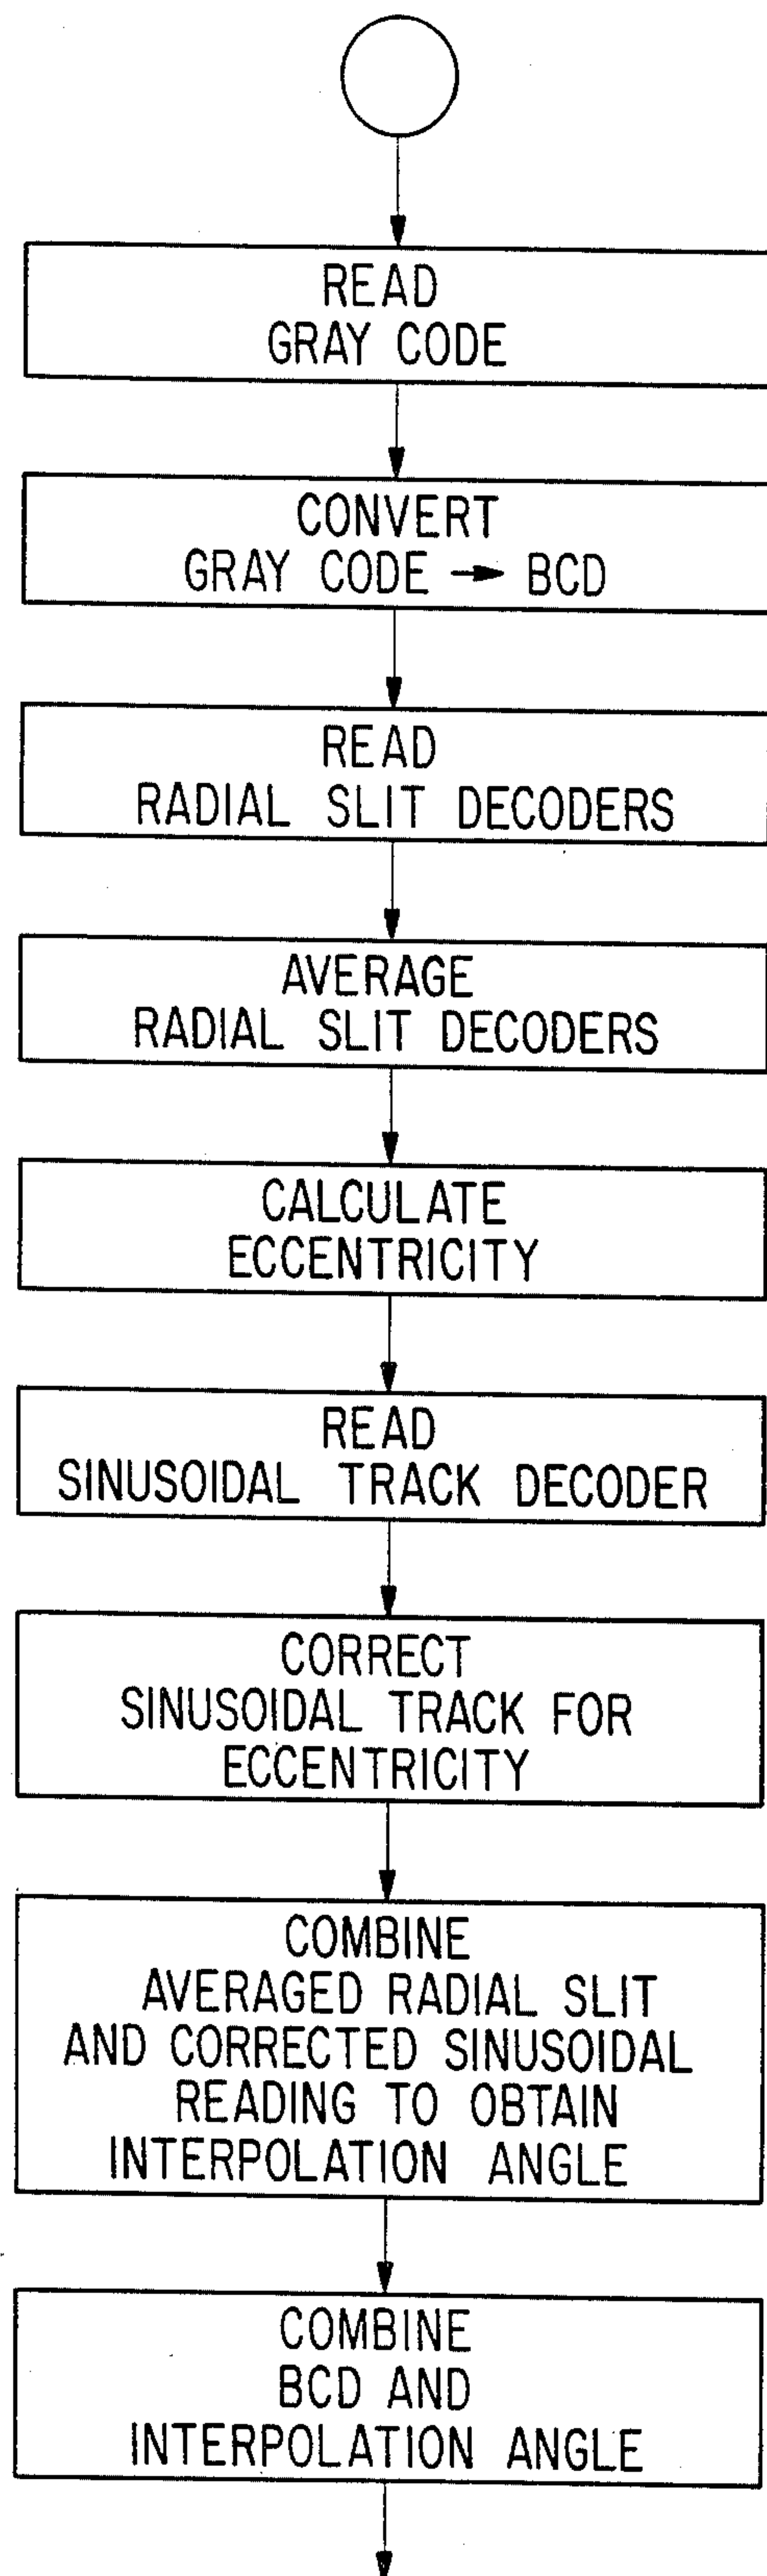 READ
GRAY CODE
CONVERT
GRAY CODE → BCD
READ
RADIAL SLIT DECODERS
AVERAGE
RADIAL SLIT DECODERS
CALCULATE
ECCENTRICITY
READ
SINUSOIDAL TRACK DECODER
CORRECT
SINUSOIDAL TRACK FOR
ECCENTRICITY
COMBINE
AVERAGED RADIAL SLIT
AND CORRECTED SINUSOIDAL
READING TO OBTAIN
INTERPOLATION ANGLE
COMBINE
BCD AND
INTERPOLATION ANGLE